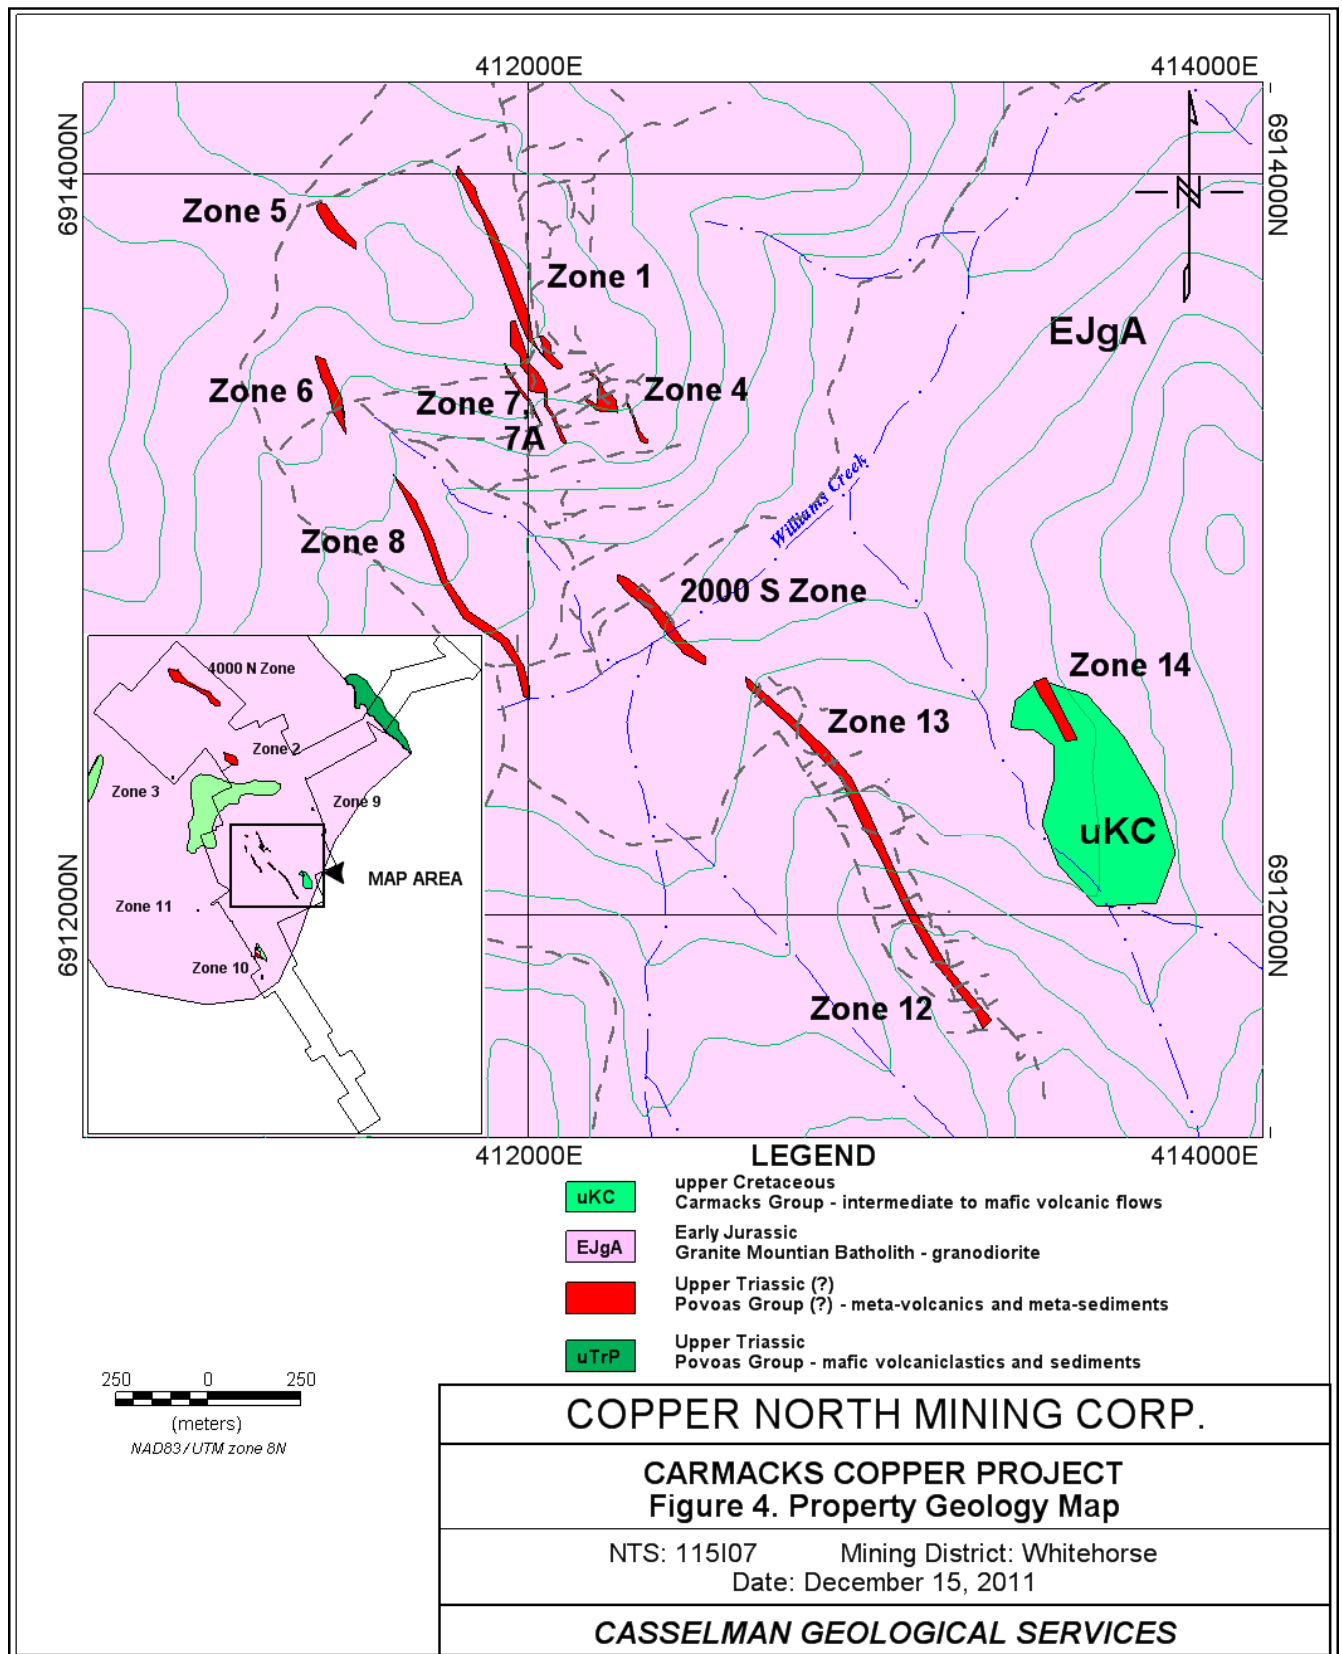 412000E
414000E
6914000N
6914000N
Zone 5
Zone 1
EJgA
Zone 6
Zone 7,
7A
Zone 4
Williams Creek
Zone 8
2000 S Zone
Zone 14
Zone 13
uKC
Zone 12
6912000N
6912000N
4000 N Zone
Zone 2
Zone 3
Zone 9
MAP AREA
Zone 11
Zone 10
N
412000E
414000E
LEGEND
uKC
upper Cretaceous
Carmacks Group - intermediate to mafic volcanic flows
EJgA
Early Jurassic
Granite Mountian Batholith - granodiorite
Upper Triassic (?)
Povoas Group (?) - meta-volcanics and meta-sediments
uTrP
Upper Triassic
Povoas Group - mafic volcaniclastics and sediments
250 0 250
(meters)
NAD83 / UTM zone 8N
COPPER NORTH MINING CORP.
CARMACKS COPPER PROJECT
Figure 4. Property Geology Map
NTS: 115I07 Mining District: Whitehorse
Date: December 15, 2011
CASSELMAN GEOLOGICAL SERVICES